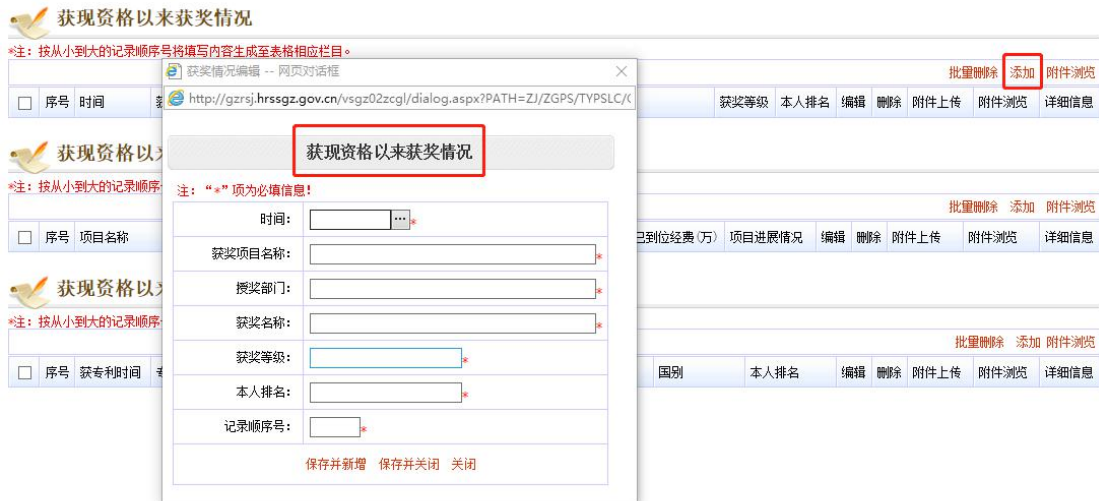 获现资格以来获奖情况
*注：按从小到大的记录顺序号将填写内容生成至表格相应栏目。
批量删除 添加 附件浏览
序号 时间 获奖等级 本人排名 编辑 删除 附件上传 附件浏览 详细信息
获奖情况编辑 -- 网页对话框
http://gzrsj.hrssgz.gov.cn/vsgz02zcgl/dialog.aspx?PATH=ZJ/ZGPS/TYPSLC/
获现资格以来获奖情况
注：“*”项为必填信息!
时间： ... *
获奖项目名称： *
授奖部门： *
获奖名称： *
获奖等级： *
本人排名： *
记录顺序号： *
保存并新增 保存并关闭 关闭
获现资格以
*注：按从小到大的记录顺序
批量删除 添加 附件浏览
序号 项目名称 已到位经费(万) 项目进展情况 编辑 删除 附件上传 附件浏览 详细信息
获现资格以
*注：按从小到大的记录顺序
批量删除 添加 附件浏览
序号 获专利时间 国别 本人排名 编辑 删除 附件上传 附件浏览 详细信息